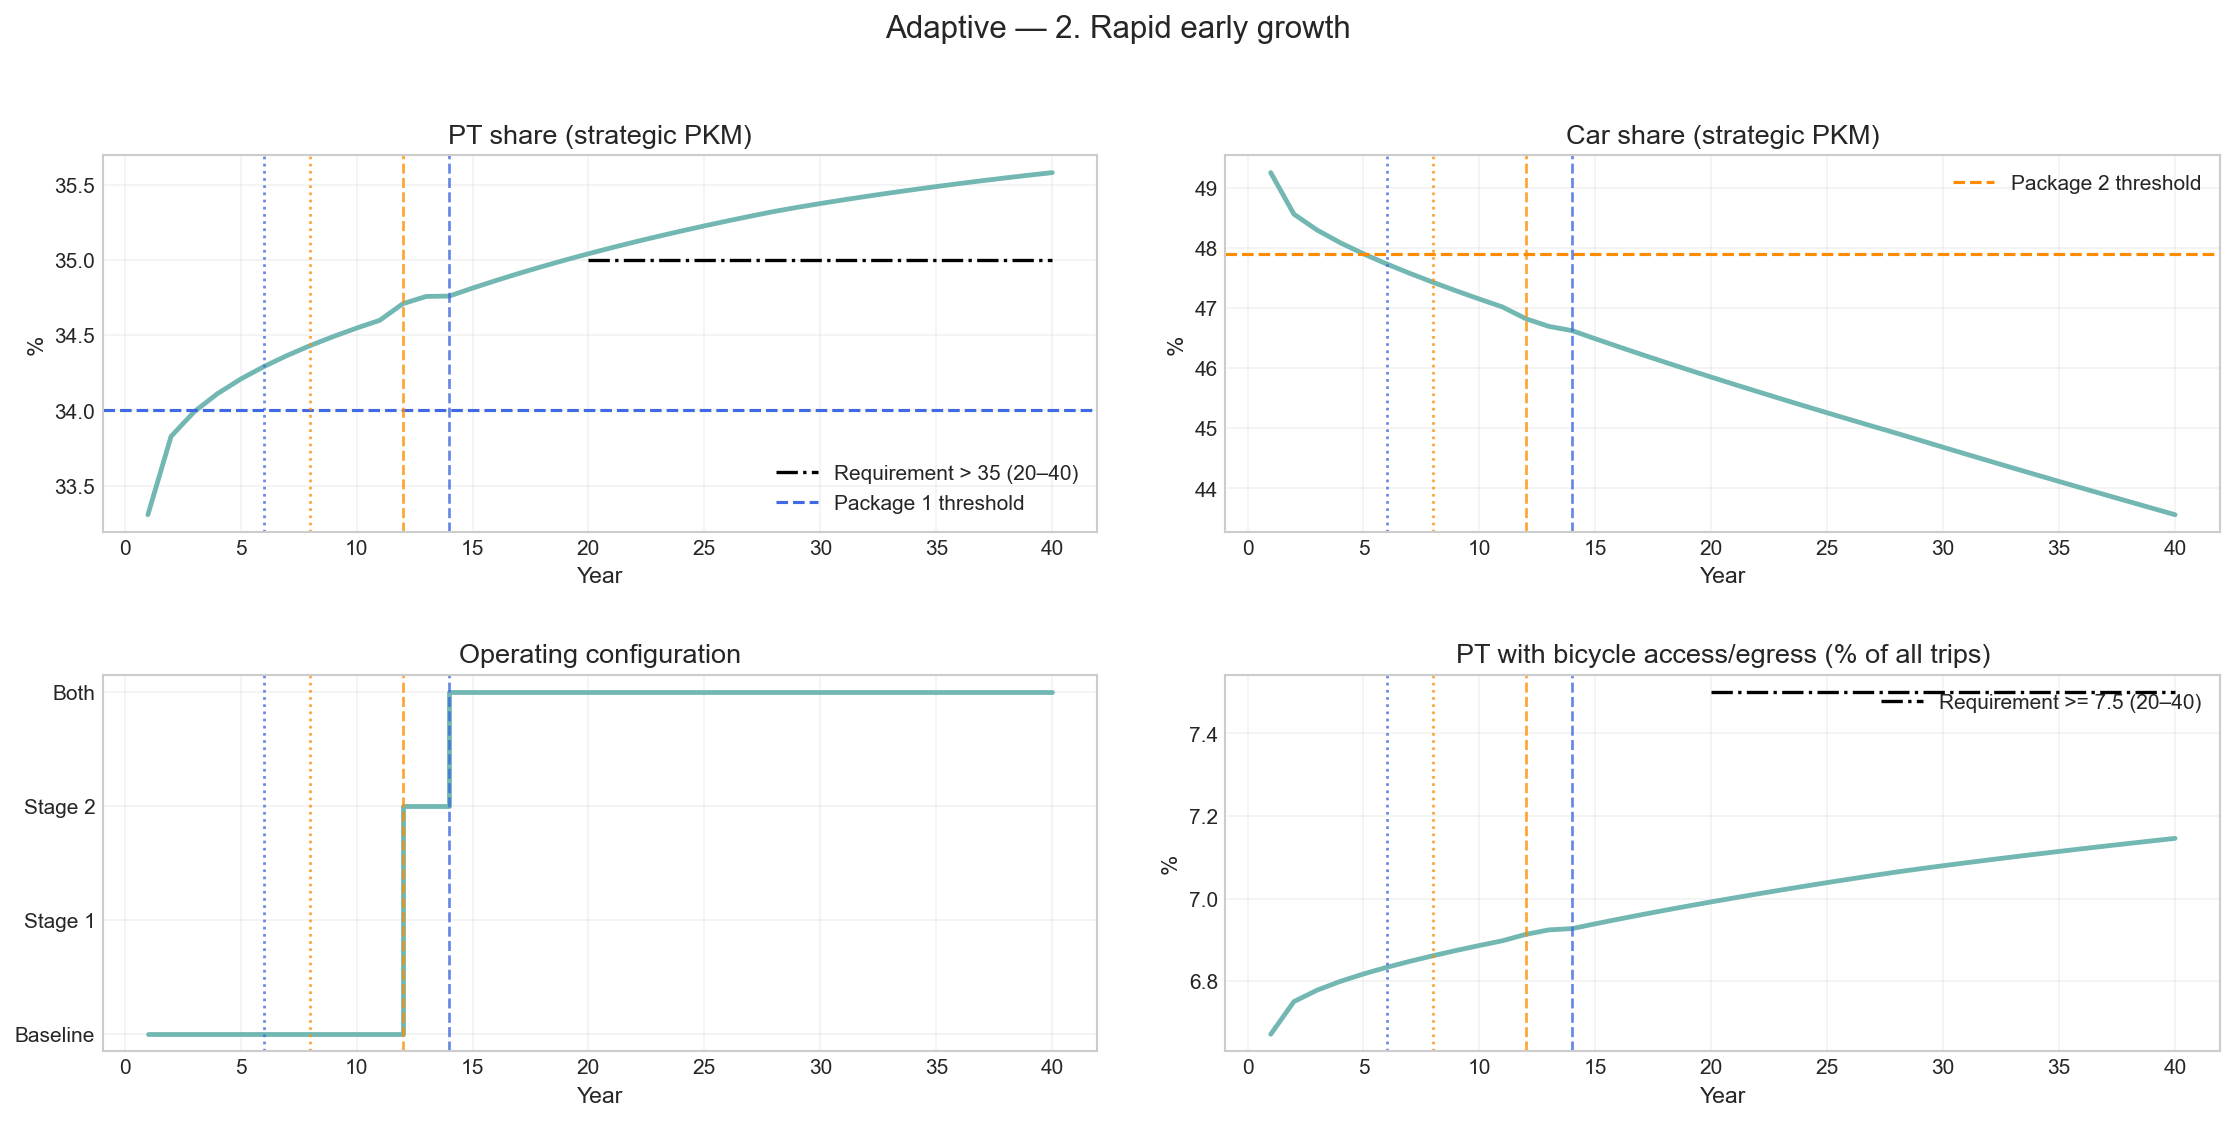 Adaptive — 2. Rapid early growth
PT share (strategic PKM)
35.5
35.0
34.5
34.0
33.5
%
Requirement > 35 (20–40)
Package 1 threshold
0 5 10 15 20 25 30 35 40
Year
Car share (strategic PKM)
49
48
47
46
45
44
%
Package 2 threshold
0 5 10 15 20 25 30 35 40
Year
Operating configuration
Both
Stage 2
Stage 1
Baseline
0 5 10 15 20 25 30 35 40
Year
PT with bicycle access/egress (% of all trips)
7.4
7.2
7.0
6.8
%
Requirement >= 7.5 (20–40)
0 5 10 15 20 25 30 35 40
Year